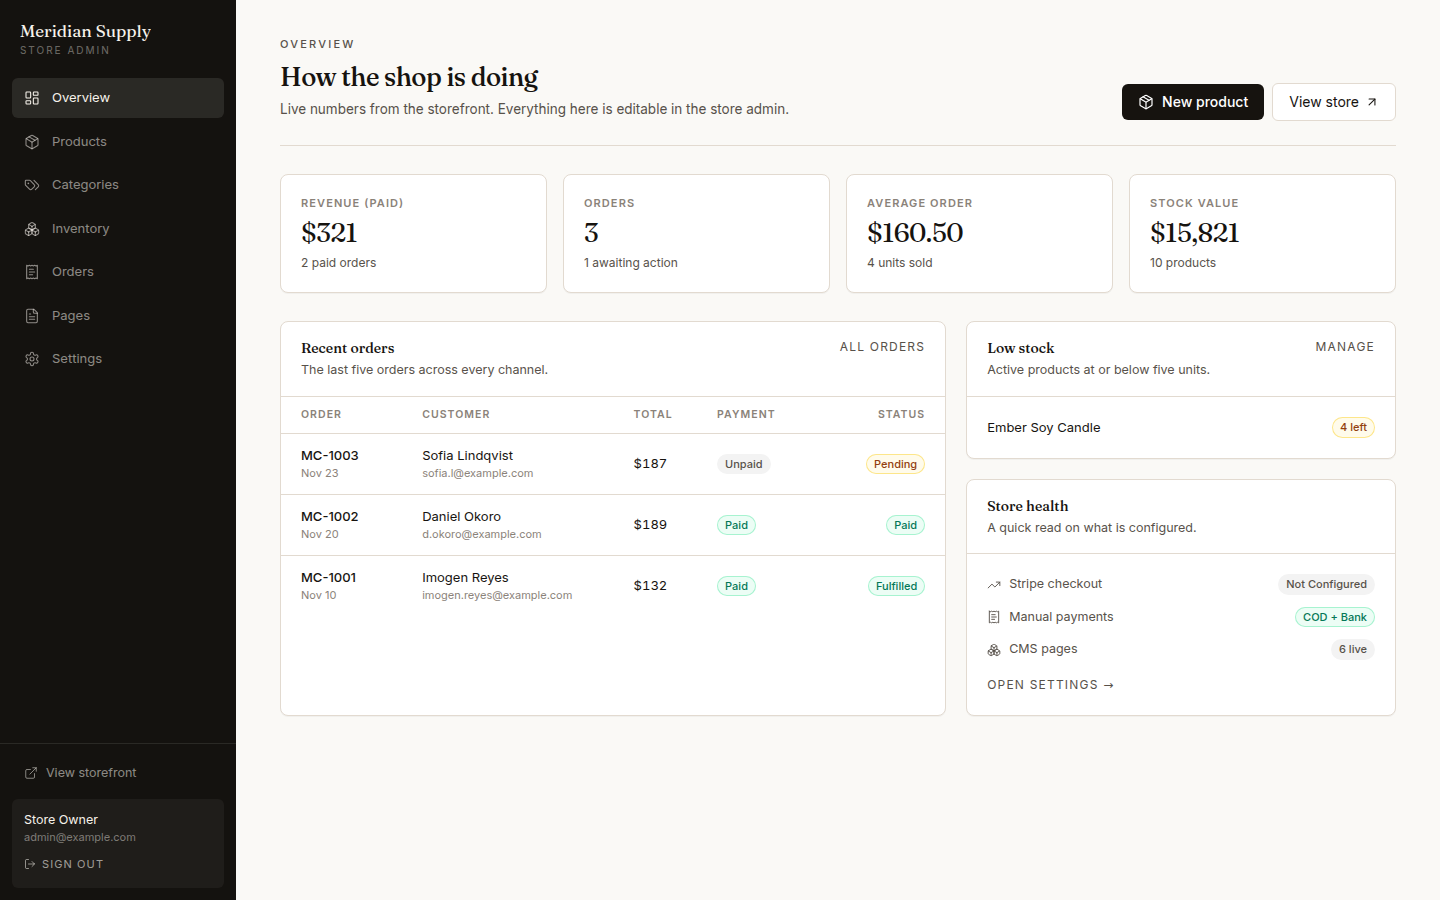 Meridian Supply
STORE ADMIN
Overview
Products
Categories
Inventory
Orders
Pages
Settings
View storefront
Store Owner
admin@example.com
SIGN OUT
OVERVIEW
How the shop is doing
Live numbers from the storefront. Everything here is editable in the store admin.
New product
View store
REVENUE (PAID)
$321
2 paid orders
ORDERS
3
1 awaiting action
AVERAGE ORDER
$160.50
4 units sold
STOCK VALUE
$15,821
10 products
Recent orders
ALL ORDERS
The last five orders across every channel.
ORDER CUSTOMER TOTAL PAYMENT STATUS
MC-1003 Sofia Lindqvist $187 Unpaid Pending
Nov 23 sofia.l@example.com
MC-1002 Daniel Okoro $189 Paid Paid
Nov 20 d.okoro@example.com
MC-1001 Imogen Reyes $132 Paid Fulfilled
Nov 10 imogen.reyes@example.com
Low stock
MANAGE
Active products at or below five units.
Ember Soy Candle 4 left
Store health
A quick read on what is configured.
Stripe checkout Not Configured
Manual payments COD + Bank
CMS pages 6 live
OPEN SETTINGS →